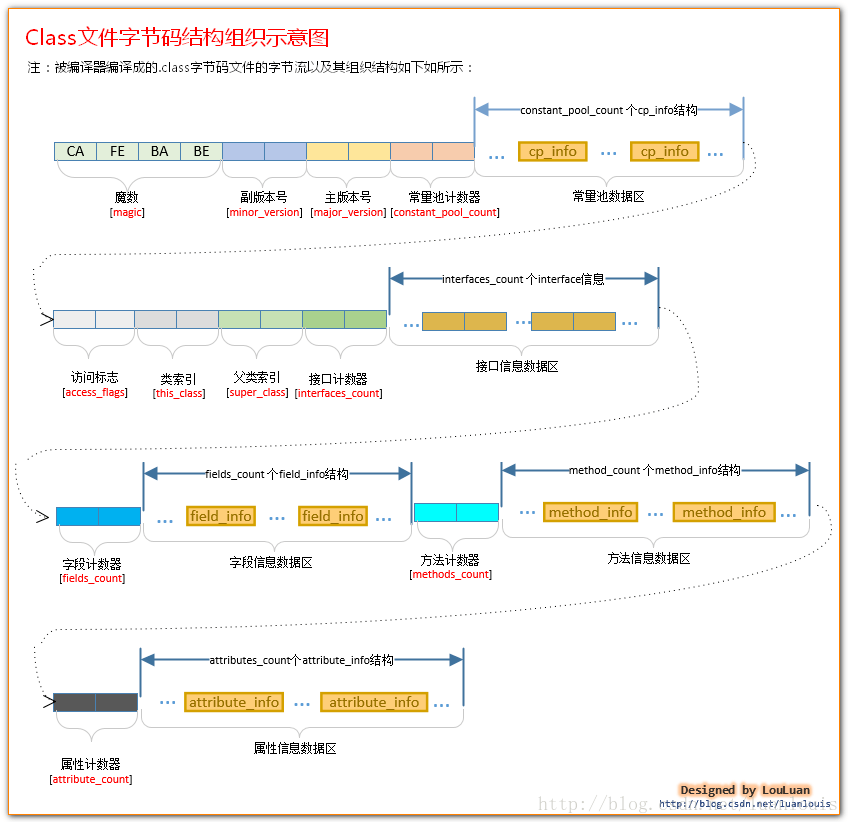 Class文件字节码结构组织示意图
注：被编译器编译成的.class字节码文件的字节流以及其组织结构如下如所示：
constant_pool_count 个cp_info结构
CA FE BA BE ... cp_info ... cp_info ...
魔数 副版本号 主版本号 常量池计数器 常量池数据区
[magic] [minor_version] [major_version] [constant_pool_count]
interfaces_count 个interface信息
... ... ...
接口信息数据区
访问标志 类索引 父类索引 接口计数器
[access_flags] [this_class] [super_class] [interfaces_count]
fields_count 个field_info结构 method_count 个method_info结构
... field_info ... field_info ... ... method_info ... method_info ...
字段计数器 字段信息数据区 方法计数器 方法信息数据区
[fields_count] [methods_count]
attributes_count个attribute_info结构
... attribute_info ... attribute_info ...
属性信息数据区
属性计数器
[attribute_count]
Designed by LouLuan
http://blog.csdn.net/luanlouis
http://blog.csdn.net/luanlouis